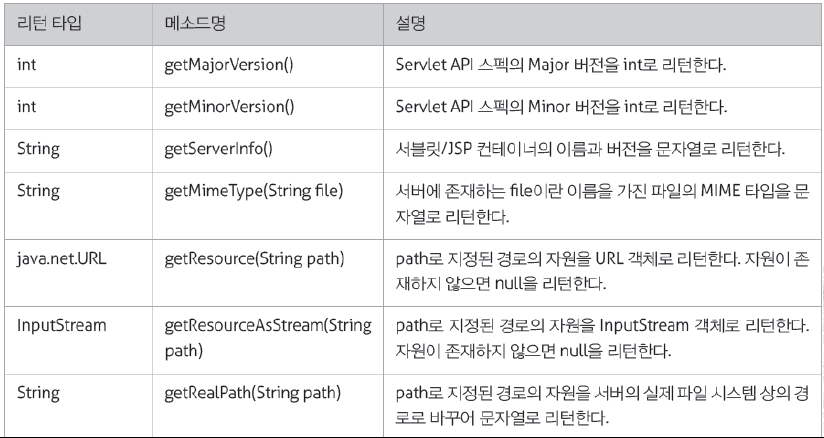 리턴 타입 메소드명 설명
int getMajorVersion() Servlet API 스펙의 Major 버전을 int로 리턴한다.
int getMinorVersion() Servlet API 스펙의 Minor 버전을 int로 리턴한다.
String getServerInfo() 서블릿/JSP 컨테이너의 이름과 버전을 문자열로 리턴한다.
String getMimeType(String file) 서버에 존재하는 file이란 이름을 가진 파일의 MIME 타입을 문
자열로 리턴한다.
java.net.URL getResource(String path) path로 지정된 경로의 자원을 URL 객체로 리턴한다. 자원이 존
재하지 않으면 null을 리턴한다.
InputStream getResourceAsStream(String path로 지정된 경로의 자원을 InputStream 객체로 리턴한다.
path) 자원이 존재하지 않으면 null을 리턴한다.
String getRealPath(String path) path로 지정된 경로의 자원을 서버의 실제 파일 시스템 상의 경
로로 바꾸어 문자열로 리턴한다.